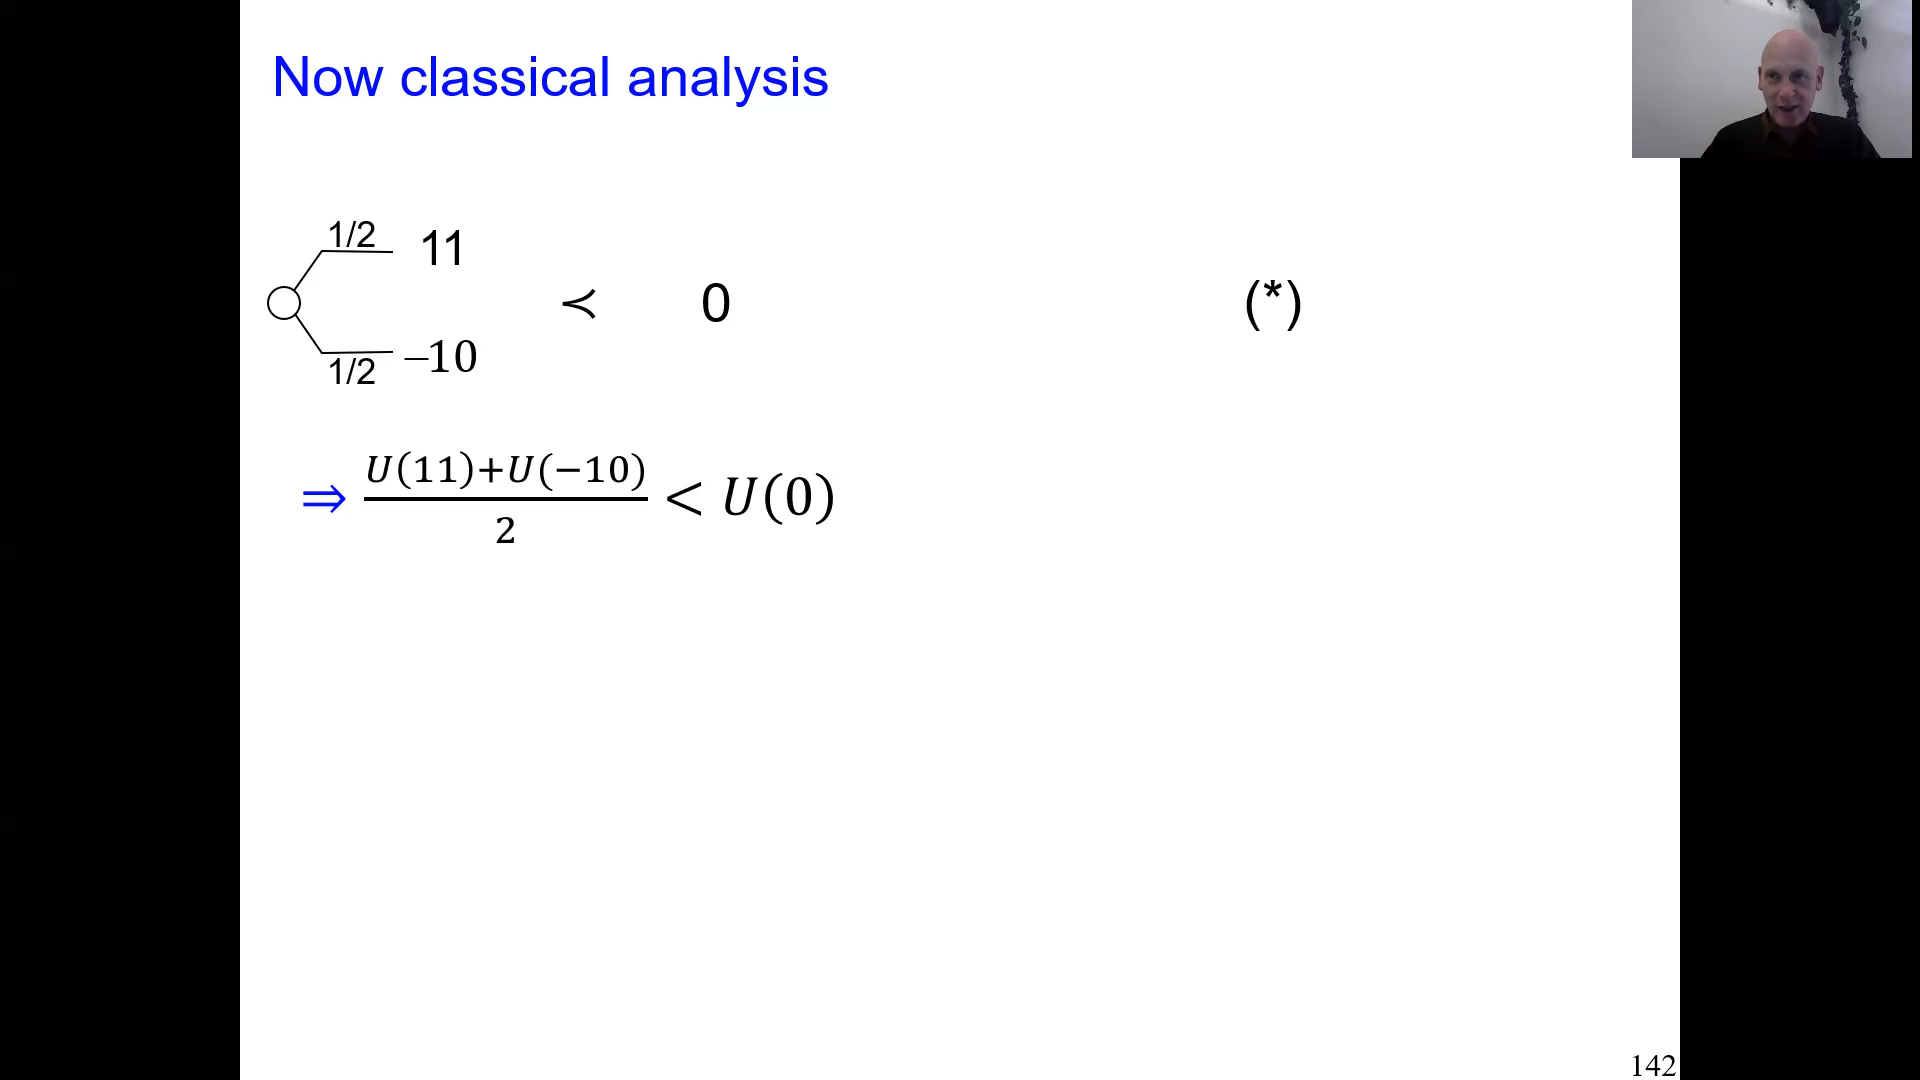 Now classical analysis
1/2 11
≺ 0 (*)
1/2 –10
⇒ U(11)+U(−10)/2 < U(0)
142